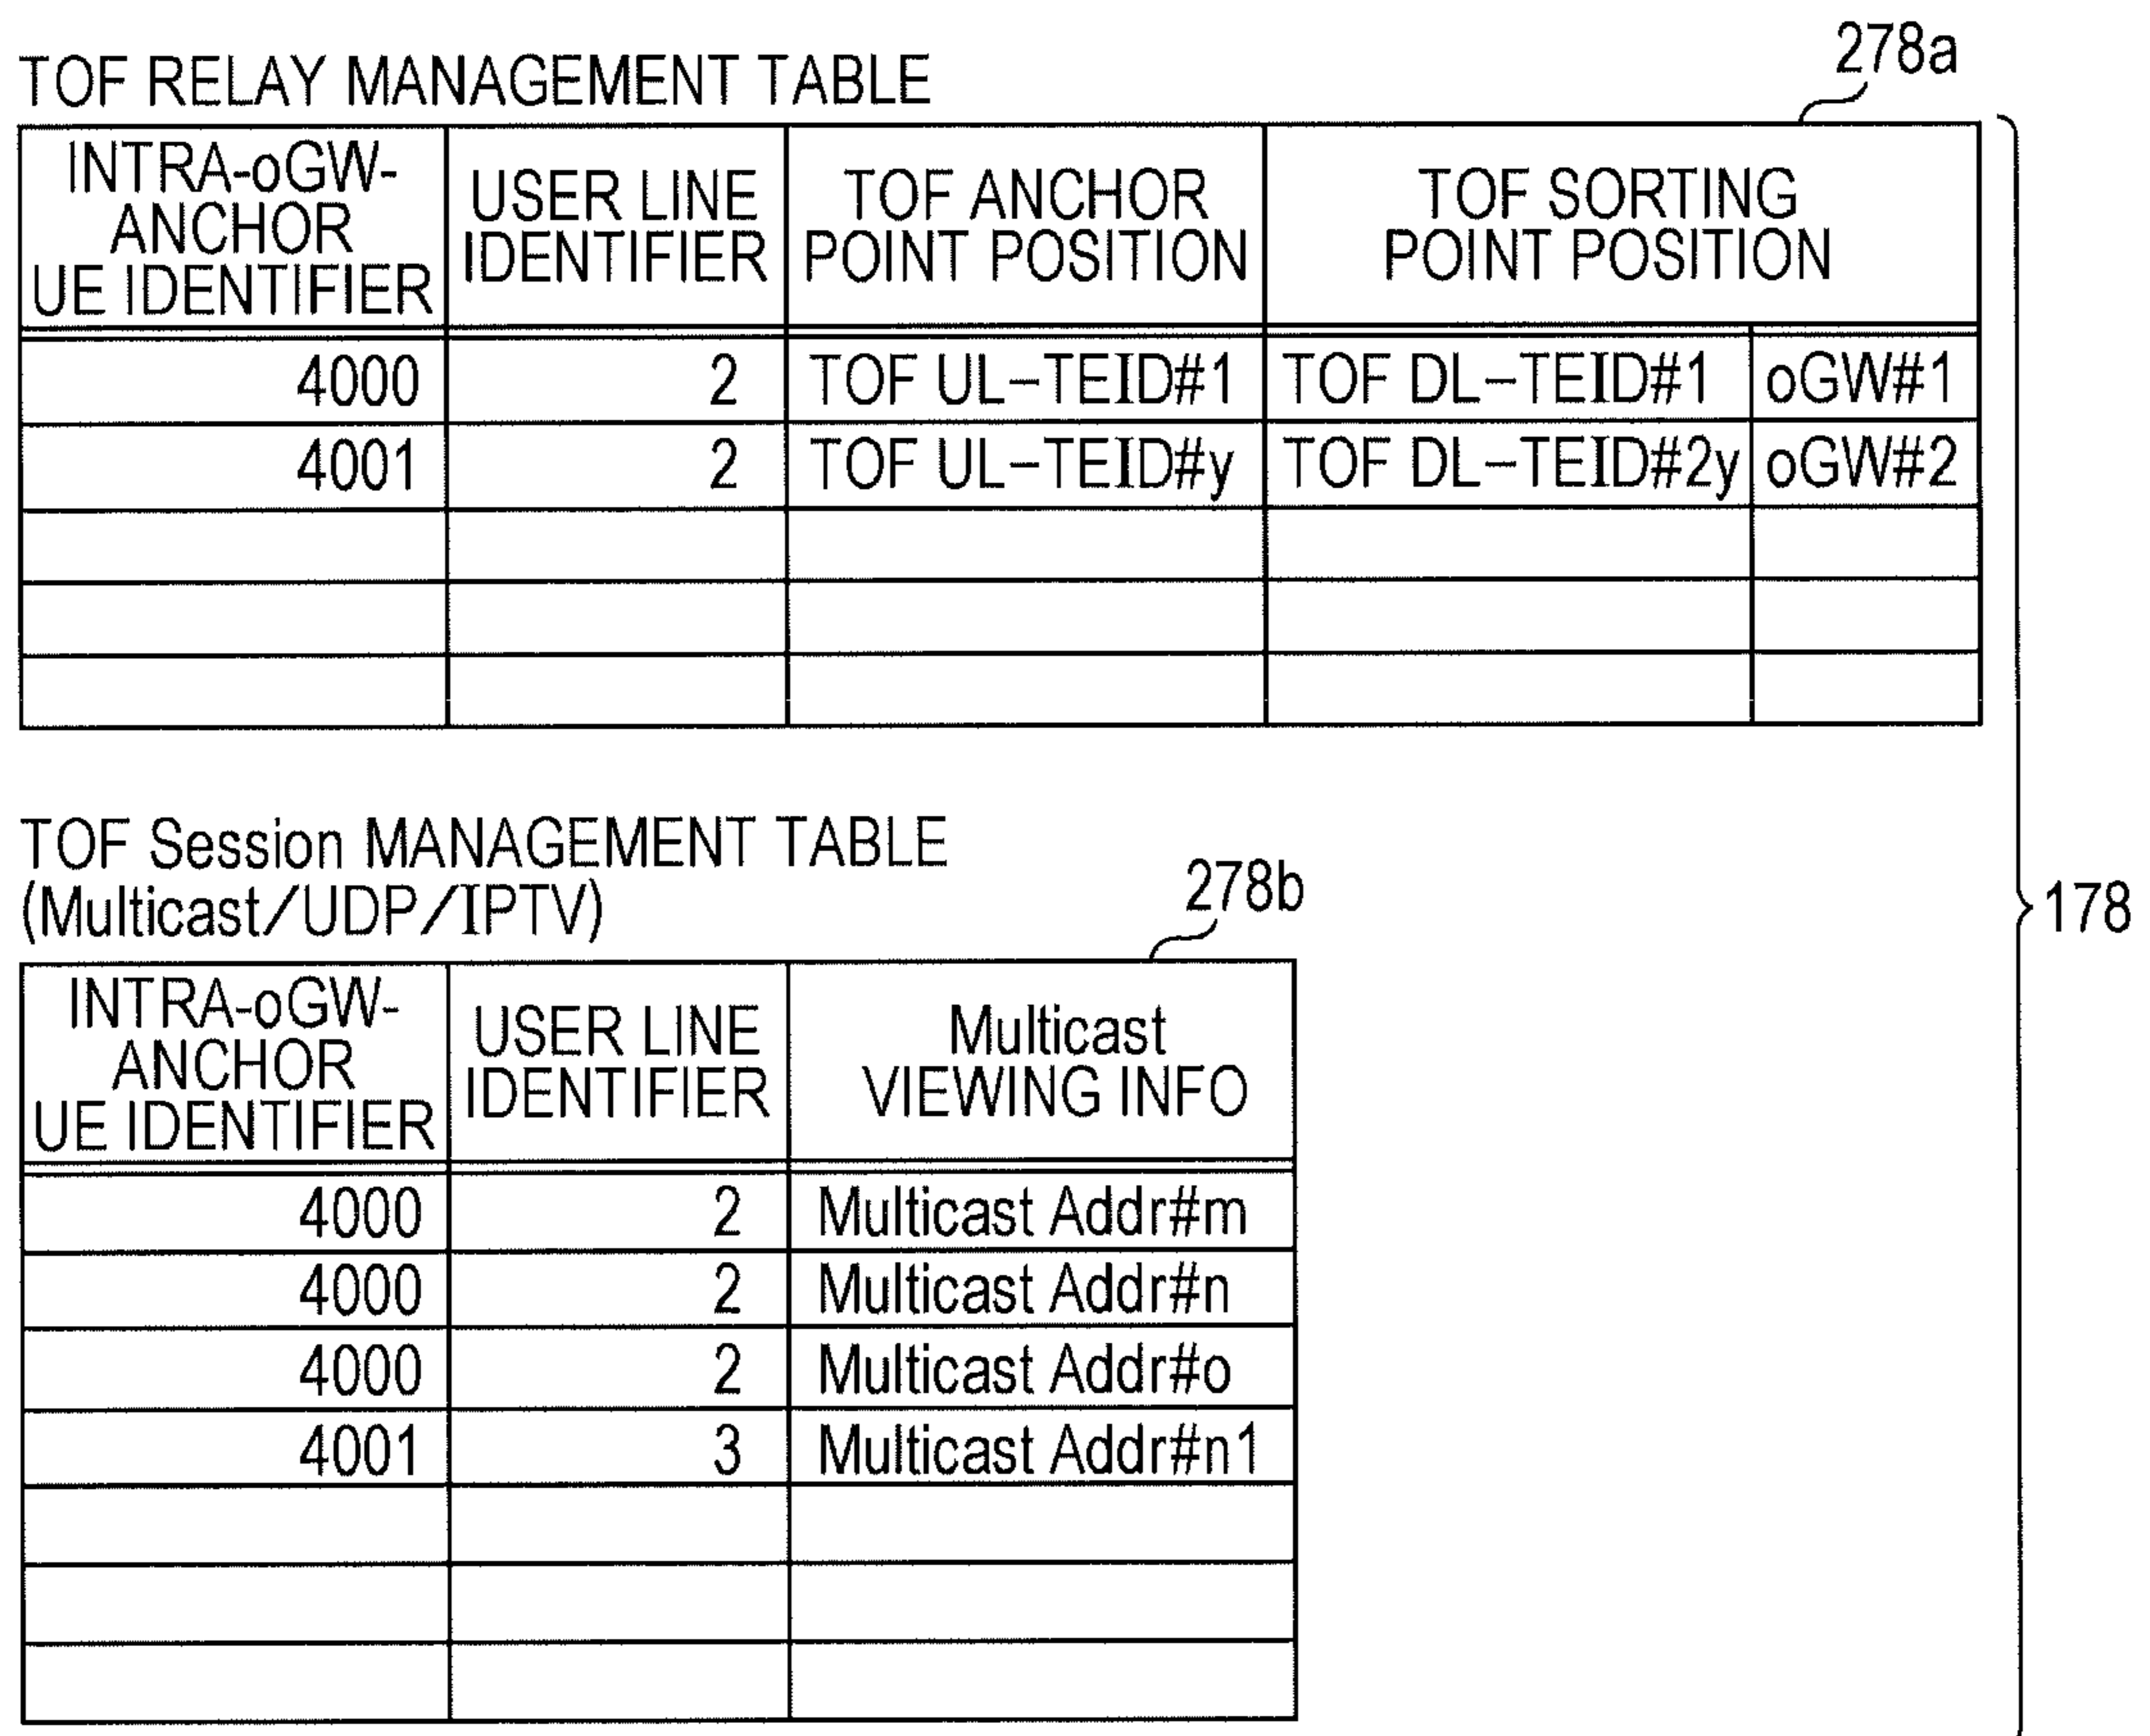 278a
TOF RELAY MANAGEMENT TABLE
INTRA-oGW-
ANCHOR
UE IDENTIFIER
USER LINE
IDENTIFIER
TOF ANCHOR
POINT POSITION
TOF SORTING
POINT POSITION
4000 2 TOF UL-TEID#1 TOF DL-TEID#1 oGW#1
4001 2 TOF UL-TEID#y TOF DL-TEID#2y oGW#2
178
TOF Session MANAGEMENT TABLE
(Multicast/UDP/IPTV)
278b
INTRA-oGW-
ANCHOR
UE IDENTIFIER
USER LINE
IDENTIFIER
Multicast
VIEWING INFO
4000 2 Multicast Addr#m
4000 2 Multicast Addr#n
4000 2 Multicast Addr#o
4001 3 Multicast Addr#n1